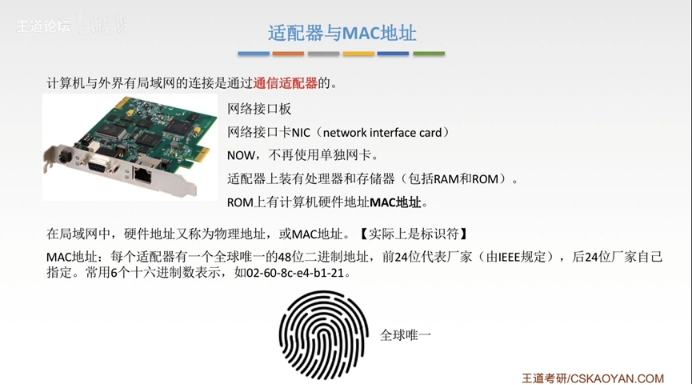 王道论坛
适配器与MAC地址
计算机与外界有局域网的连接是通过通信适配器的。
网络接口板
网络接口卡NIC（network interface card）
NOW，不再使用单独网卡。
适配器上装有处理器和存储器（包括RAM和ROM）。
ROM上有计算机硬件地址MAC地址。
在局域网中，硬件地址又称为物理地址，或MAC地址。【实际上是标识符】
MAC地址：每个适配器有一个全球唯一的48位二进制地址，前24位代表厂家（由IEEE规定），后24位厂家自己
指定。常用6个十六进制数表示，如02-60-8c-e4-b1-21。
全球唯一
王道考研/CSKAOYAN.COM